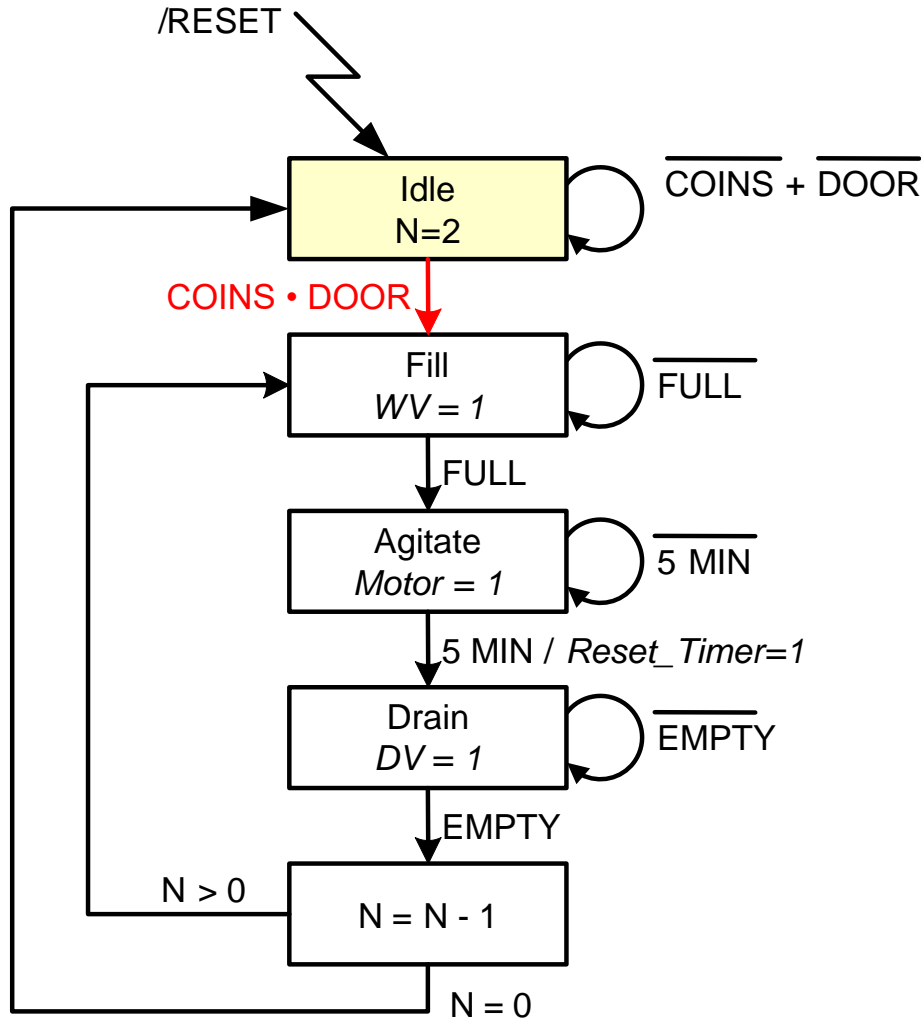 /RESET
Idle
N=2
COINS + DOOR
COINS • DOOR
Fill
WV = 1
FULL
FULL
Agitate
Motor = 1
5 MIN
5 MIN / Reset_Timer=1
Drain
DV = 1
EMPTY
EMPTY
N > 0
N = N - 1
N = 0